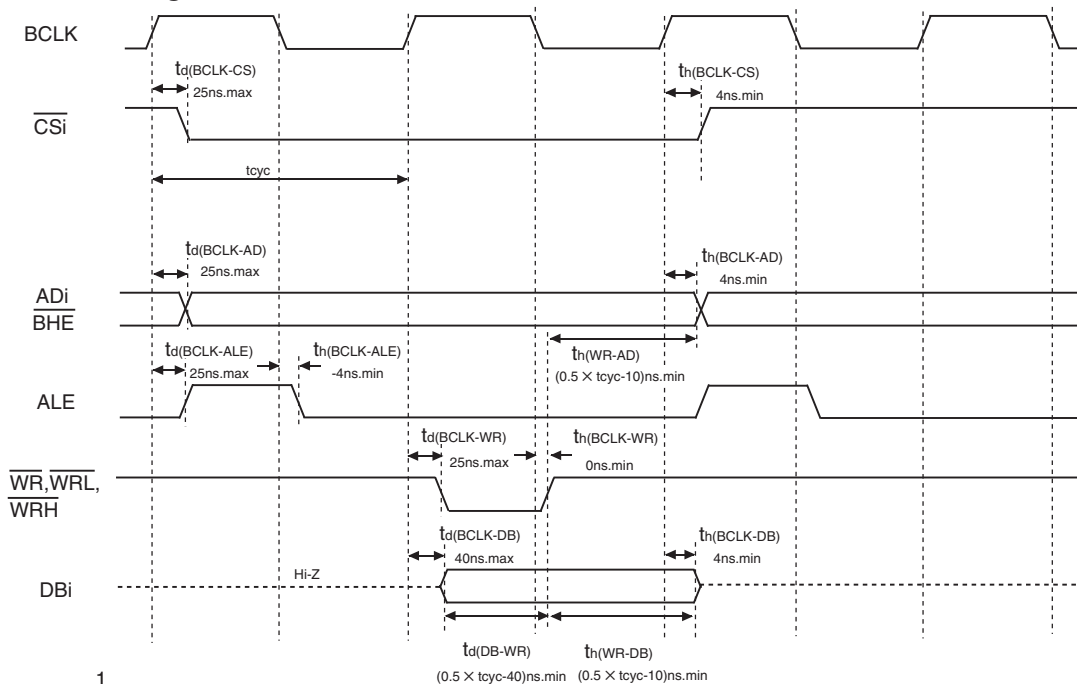 BCLK
td(BCLK-CS)
25ns.max
th(BCLK-CS)
4ns.min
CSi
tcyc
td(BCLK-AD)
25ns.max
th(BCLK-AD)
4ns.min
ADi
BHE
td(BCLK-ALE)
25ns.max
th(BCLK-ALE)
-4ns.min
th(WR-AD)
(0.5 × tcyc-10)ns.min
ALE
td(BCLK-WR)
25ns.max
th(BCLK-WR)
0ns.min
WR,WRL,
WRH
td(BCLK-DB)
40ns.max
th(BCLK-DB)
4ns.min
Hi-Z
DBi
td(DB-WR)
(0.5 × tcyc-40)ns.min
th(WR-DB)
(0.5 × tcyc-10)ns.min
1